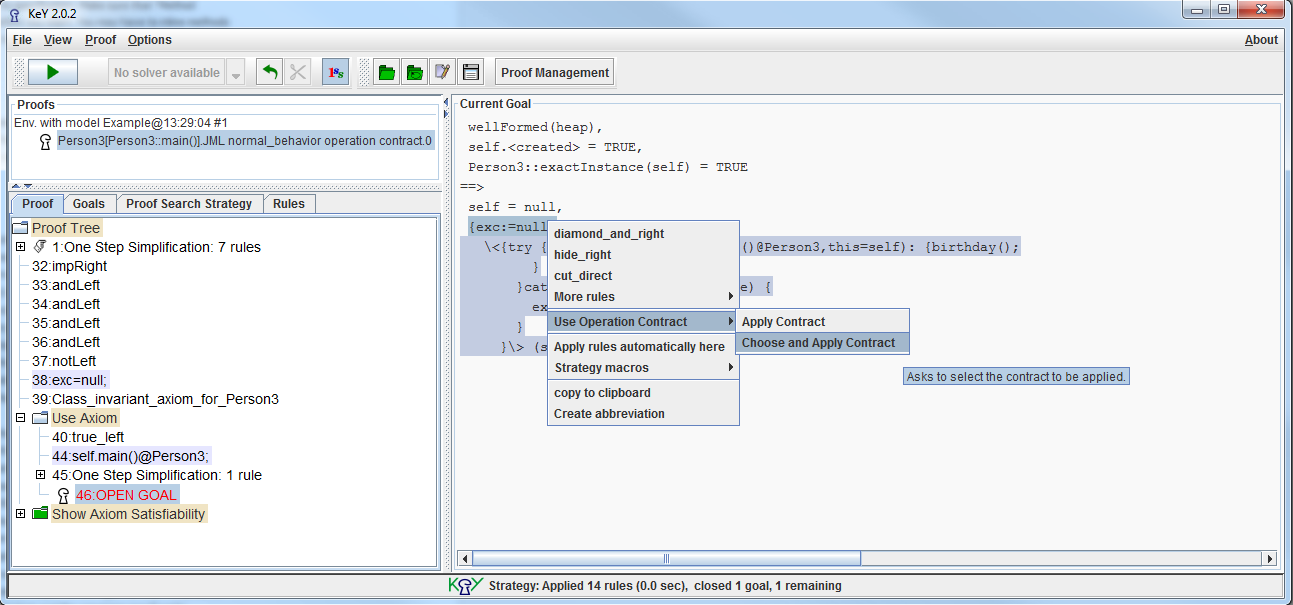 KeY 2.0.2
File View Proof Options About
No solver available
1ss
Proof Management
Proofs
Env. with model Example@13:29:04 #1
Person3[Person3::main()].JML normal_behavior operation contract.0
Proof Goals Proof Search Strategy Rules
Proof Tree
1:One Step Simplification: 7 rules
32:impRight
33:andLeft
34:andLeft
35:andLeft
36:andLeft
37:notLeft
38:exc=null;
39:Class_invariant_axiom_for_Person3
Use Axiom
40:true_left
44:self.main()@Person3;
45:One Step Simplification: 1 rule
46:OPEN GOAL
Show Axiom Satisfiability
Current Goal
wellFormed(heap),
self.<created> = TRUE,
Person3::exactInstance(self) = TRUE
==>
self = null,
{exc:=null
\<{try { ()@Person3,this=self): {birthday();
}
}cat e) {
ex
}
}\> (s
diamond_and_right
hide_right
cut_direct
More rules
Use Operation Contract
Apply rules automatically here
Strategy macros
copy to clipboard
Create abbreviation
Apply Contract
Choose and Apply Contract
Asks to select the contract to be applied.
KeY Strategy: Applied 14 rules (0.0 sec), closed 1 goal, 1 remaining